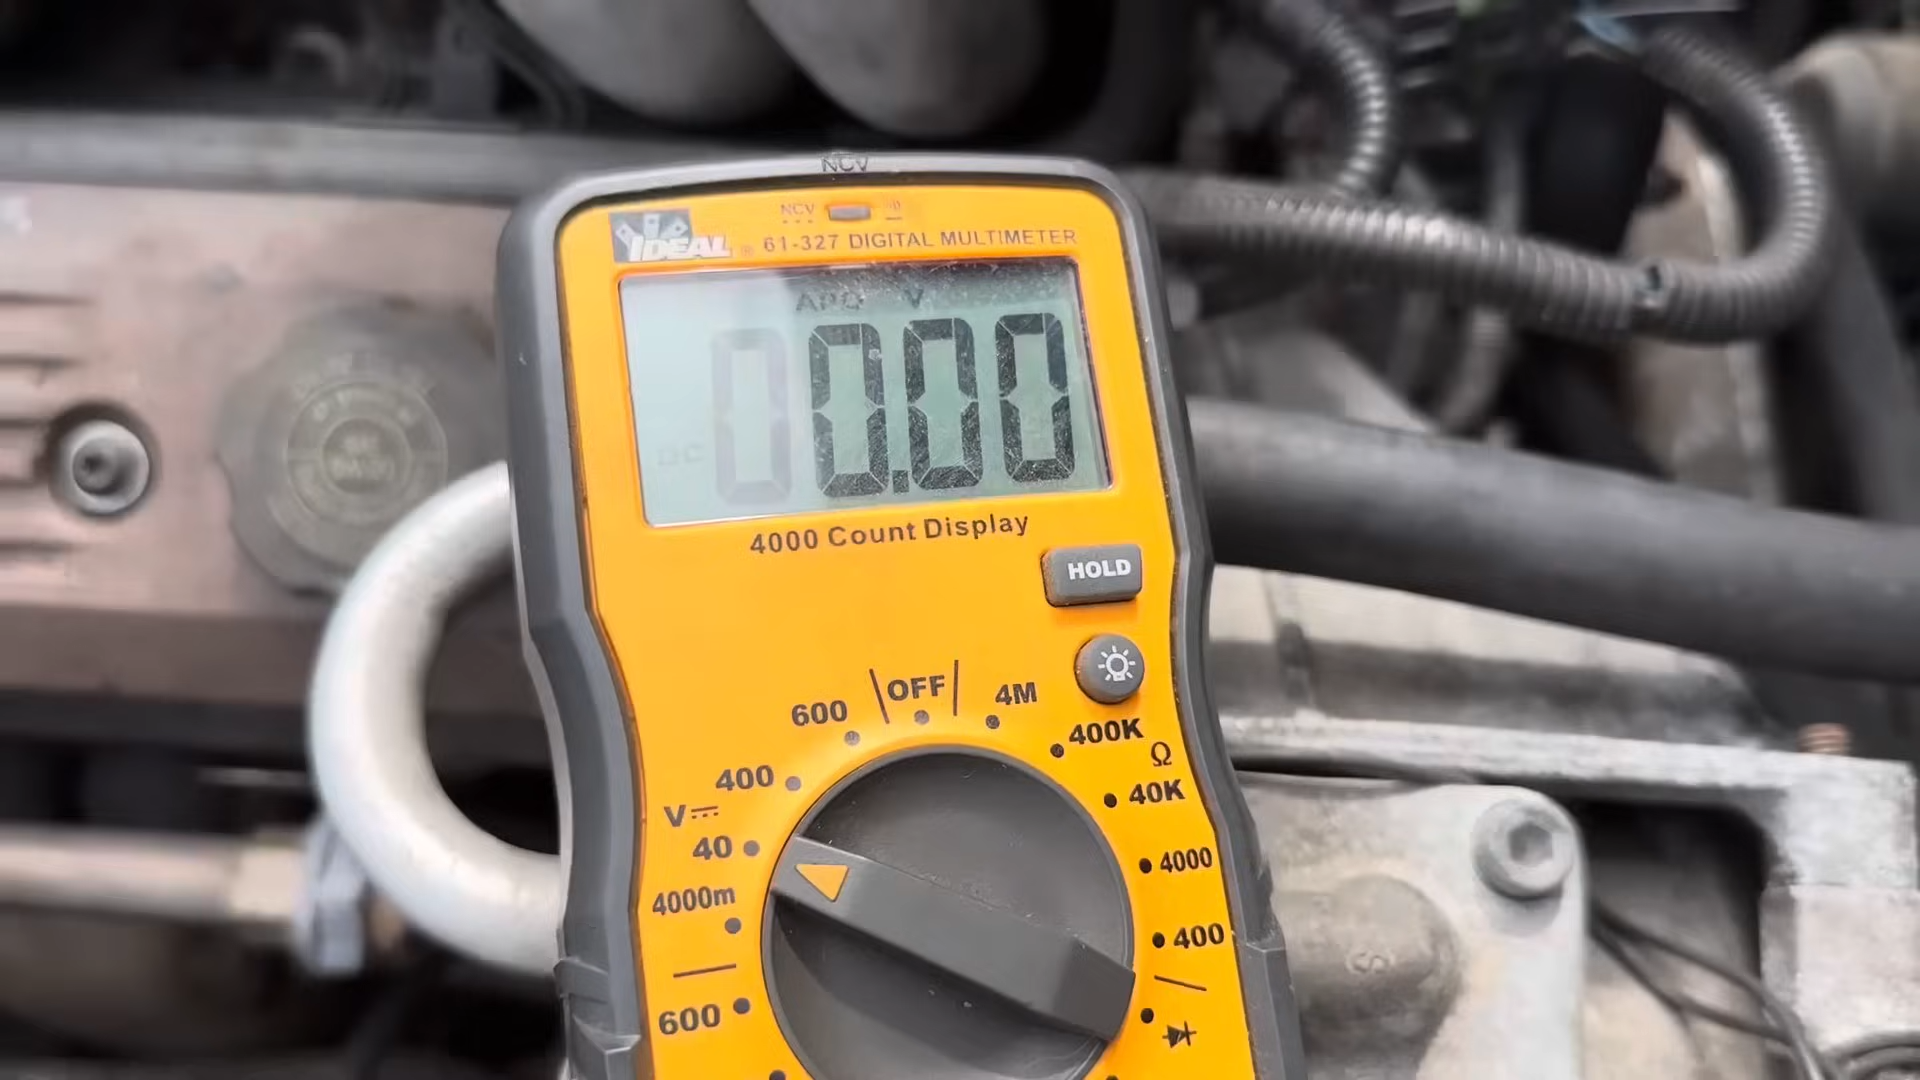 NCV
NCV
IDEAL ® 61-327 DIGITAL MULTIMETER
APO V
DC 00.00
4000 Count Display
HOLD
OFF
600 4M
400K
Ω
400
40K
V
40
4000
4000m
400
600